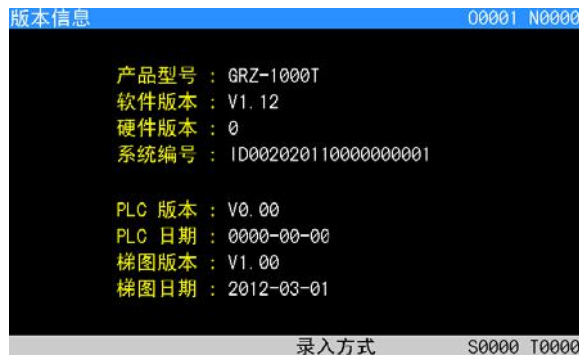 版本信息 O0001 N0000
产品型号 : GRZ-1000T
软件版本 : V1.12
硬件版本 : 0
系统编号 : ID002020110000000001
PLC 版本 : V0.00
PLC 日期 : 0000-00-00
梯图版本 : V1.00
梯图日期 : 2012-03-01
录入方式 S0000 T0000